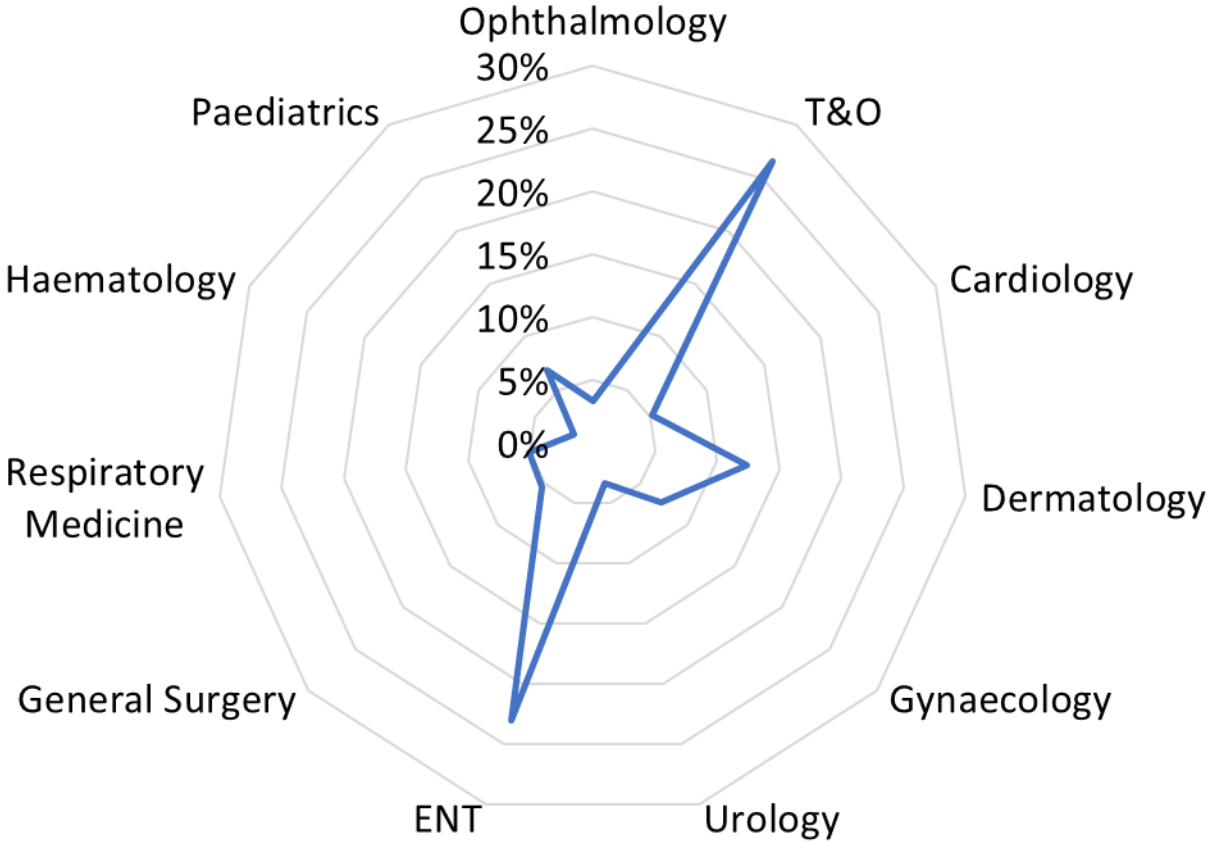 Ophthalmology
30%
Paediatrics
T&O
25%
20%
15%
Haematology
Cardiology
10%
5%
0%
Respiratory
Medicine
Dermatology
General Surgery
Gynaecology
ENT
Urology